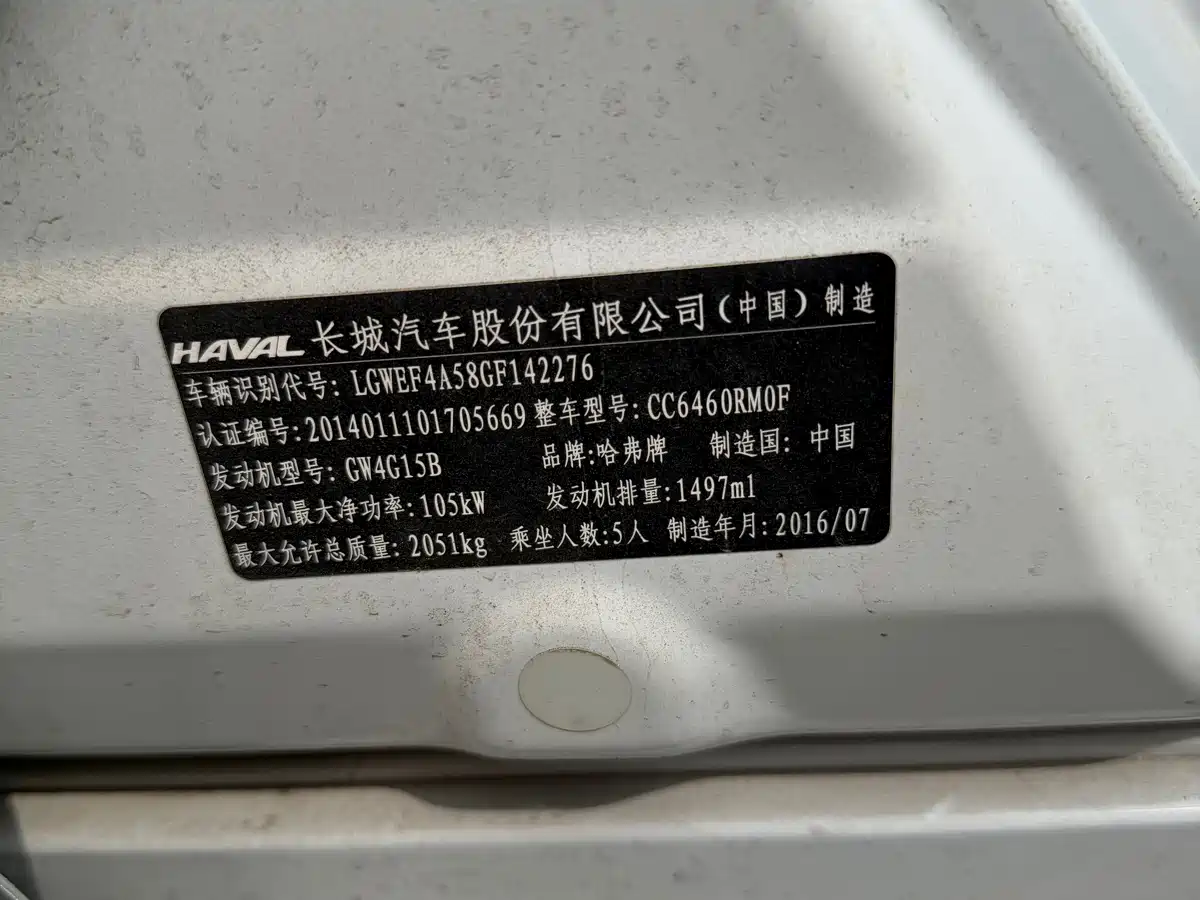 HAVAL 长城汽车股份有限公司(中国)制造
车辆识别代号: LGWEF4A58GF142276
认证编号:2014011101705669 整车型号: CC6460RM0F
发动机型号: GW4G15B 品牌:哈弗牌 制造国: 中国
发动机最大净功率:105kW 发动机排量:1497ml
最大允许总质量: 2051kg 乘坐人数:5人 制造年月: 2016/07